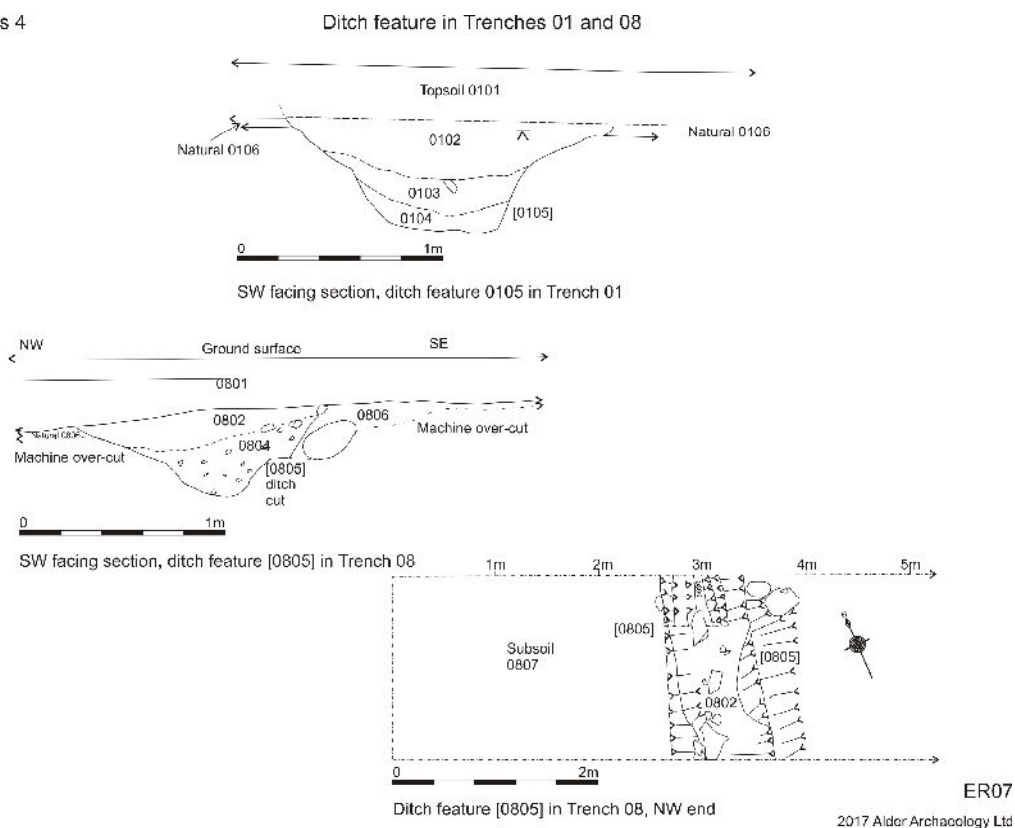 s 4
Ditch feature in Trenches 01 and 08
Topsoil 0101
Natural 0106
0102
Natural 0106
0103
0104
[0105]
0
1m
SW facing section, ditch feature 0105 in Trench 01
NW
Ground surface
SE
0801
0802
0806
Natural 0806
0804
Machine over-cut
Machine over-cut
[0805]
ditch
cut
0
1m
SW facing section, ditch feature [0805] in Trench 08
1m
2m
3m
4m
5m
[0805]
Subsoil
0807
[0805]
0802
0
2m
Ditch feature [0805] in Trench 08, NW end
ER07
2017 Alder Archaeology Ltd